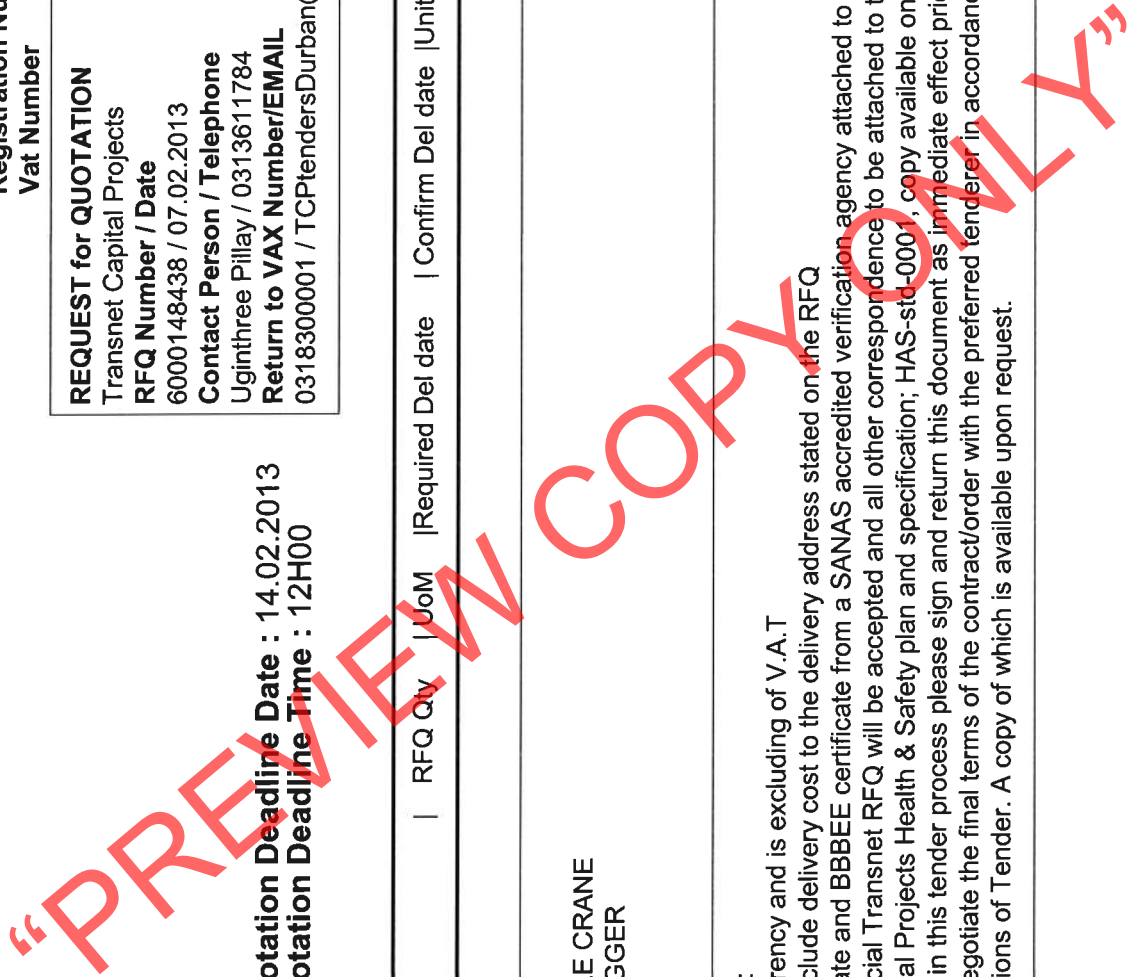 Vat Number
REQUEST for QUOTATION
Transnet Capital Projects
RFQ Number / Date
6000148438 / 07.02.2013
Contact Person / Telephone
Uginthree Pillay / 0313611784
Return to VAX Number/EMAIL
0318300001 / TCPtendersDurban
otation Deadline Date : 14.02.2013
otation Deadline Time : 12H00
| RFQ Qty | UoM |Required Del date | Confirm Del date |Unit
E CRANE
GGER
:
rency and is excluding of V.A.T
clude delivery cost to the delivery address stated on the RFQ
ate and BBBEE certificate from a SANAS accredited verification agency attached to
cial Transnet RFQ will be accepted and all other correspondence to be attached to t
al Projects Health & Safety plan and specification; HAS-std-0001, copy available on
in this tender process please sign and return this document as immediate effect pri
egotiate the final terms of the contract/order with the preferred tenderer in accordanc
ions of Tender. A copy of which is available upon request.
“PREVIEW COPY ONLY”